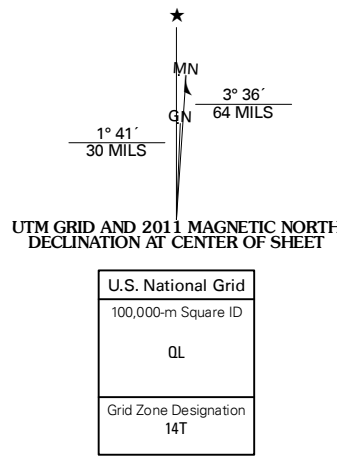 ★
MN
3° 36´
64 MILS
GN
1° 41´
30 MILS
UTM GRID AND 2011 MAGNETIC NORTH
DECLINATION AT CENTER OF SHEET
U.S. National Grid
100,000-m Square ID
QL
Grid Zone Designation
14T